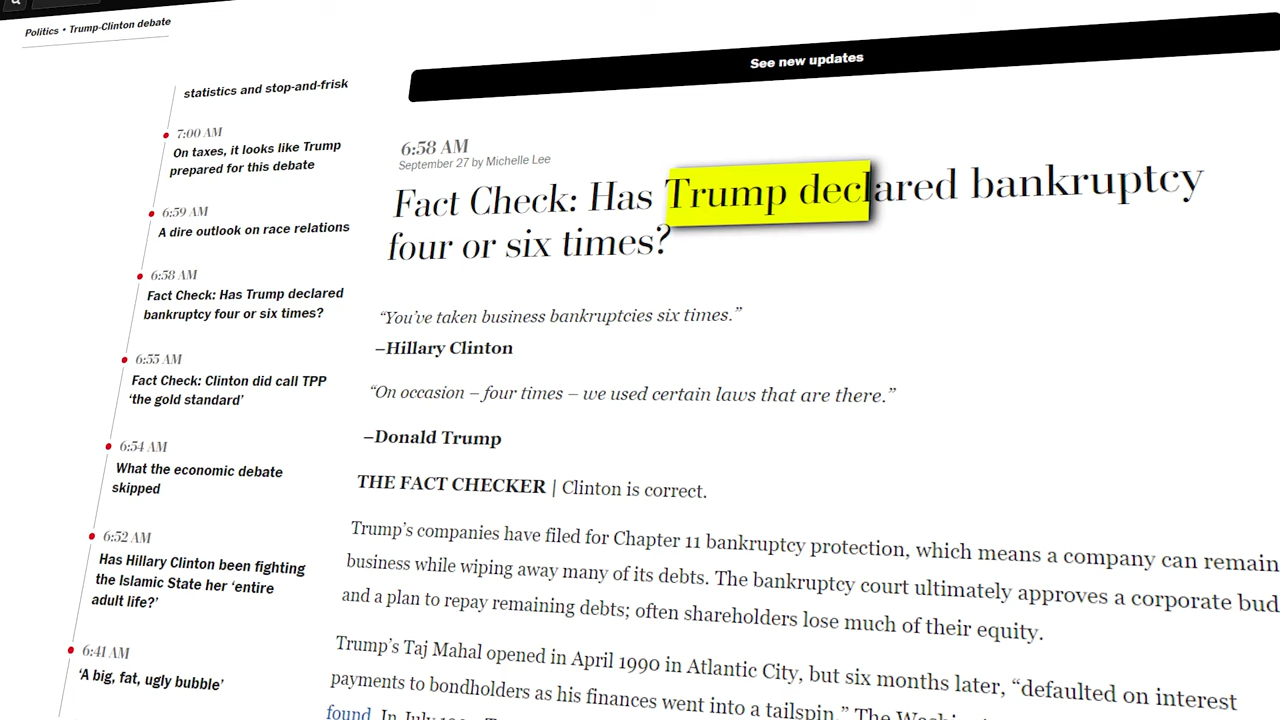 Politics • Trump-Clinton debate
See new updates
statistics and stop-and-frisk
7:00 AM
On taxes, it looks like Trump
prepared for this debate
6:59 AM
A dire outlook on race relations
6:58 AM
Fact Check: Has Trump declared
bankruptcy four or six times?
6:55 AM
Fact Check: Clinton did call TPP
‘the gold standard’
6:54 AM
What the economic debate
skipped
6:52 AM
Has Hillary Clinton been fighting
the Islamic State her ‘entire
adult life?’
6:41 AM
‘A big, fat, ugly bubble’
6:58 AM
September 27 by Michelle Lee
Fact Check: Has Trump declared bankruptcy
four or six times?
“You’ve taken business bankruptcies six times.”
–Hillary Clinton
“On occasion – four times – we used certain laws that are there.”
–Donald Trump
THE FACT CHECKER | Clinton is correct.
Trump’s companies have filed for Chapter 11 bankruptcy protection, which means a company can remain
business while wiping away many of its debts. The bankruptcy court ultimately approves a corporate bud
and a plan to repay remaining debts; often shareholders lose much of their equity.
Trump’s Taj Mahal opened in April 1990 in Atlantic City, but six months later, “defaulted on interest
payments to bondholders as his finances went into a tailspin,” The
found. In July